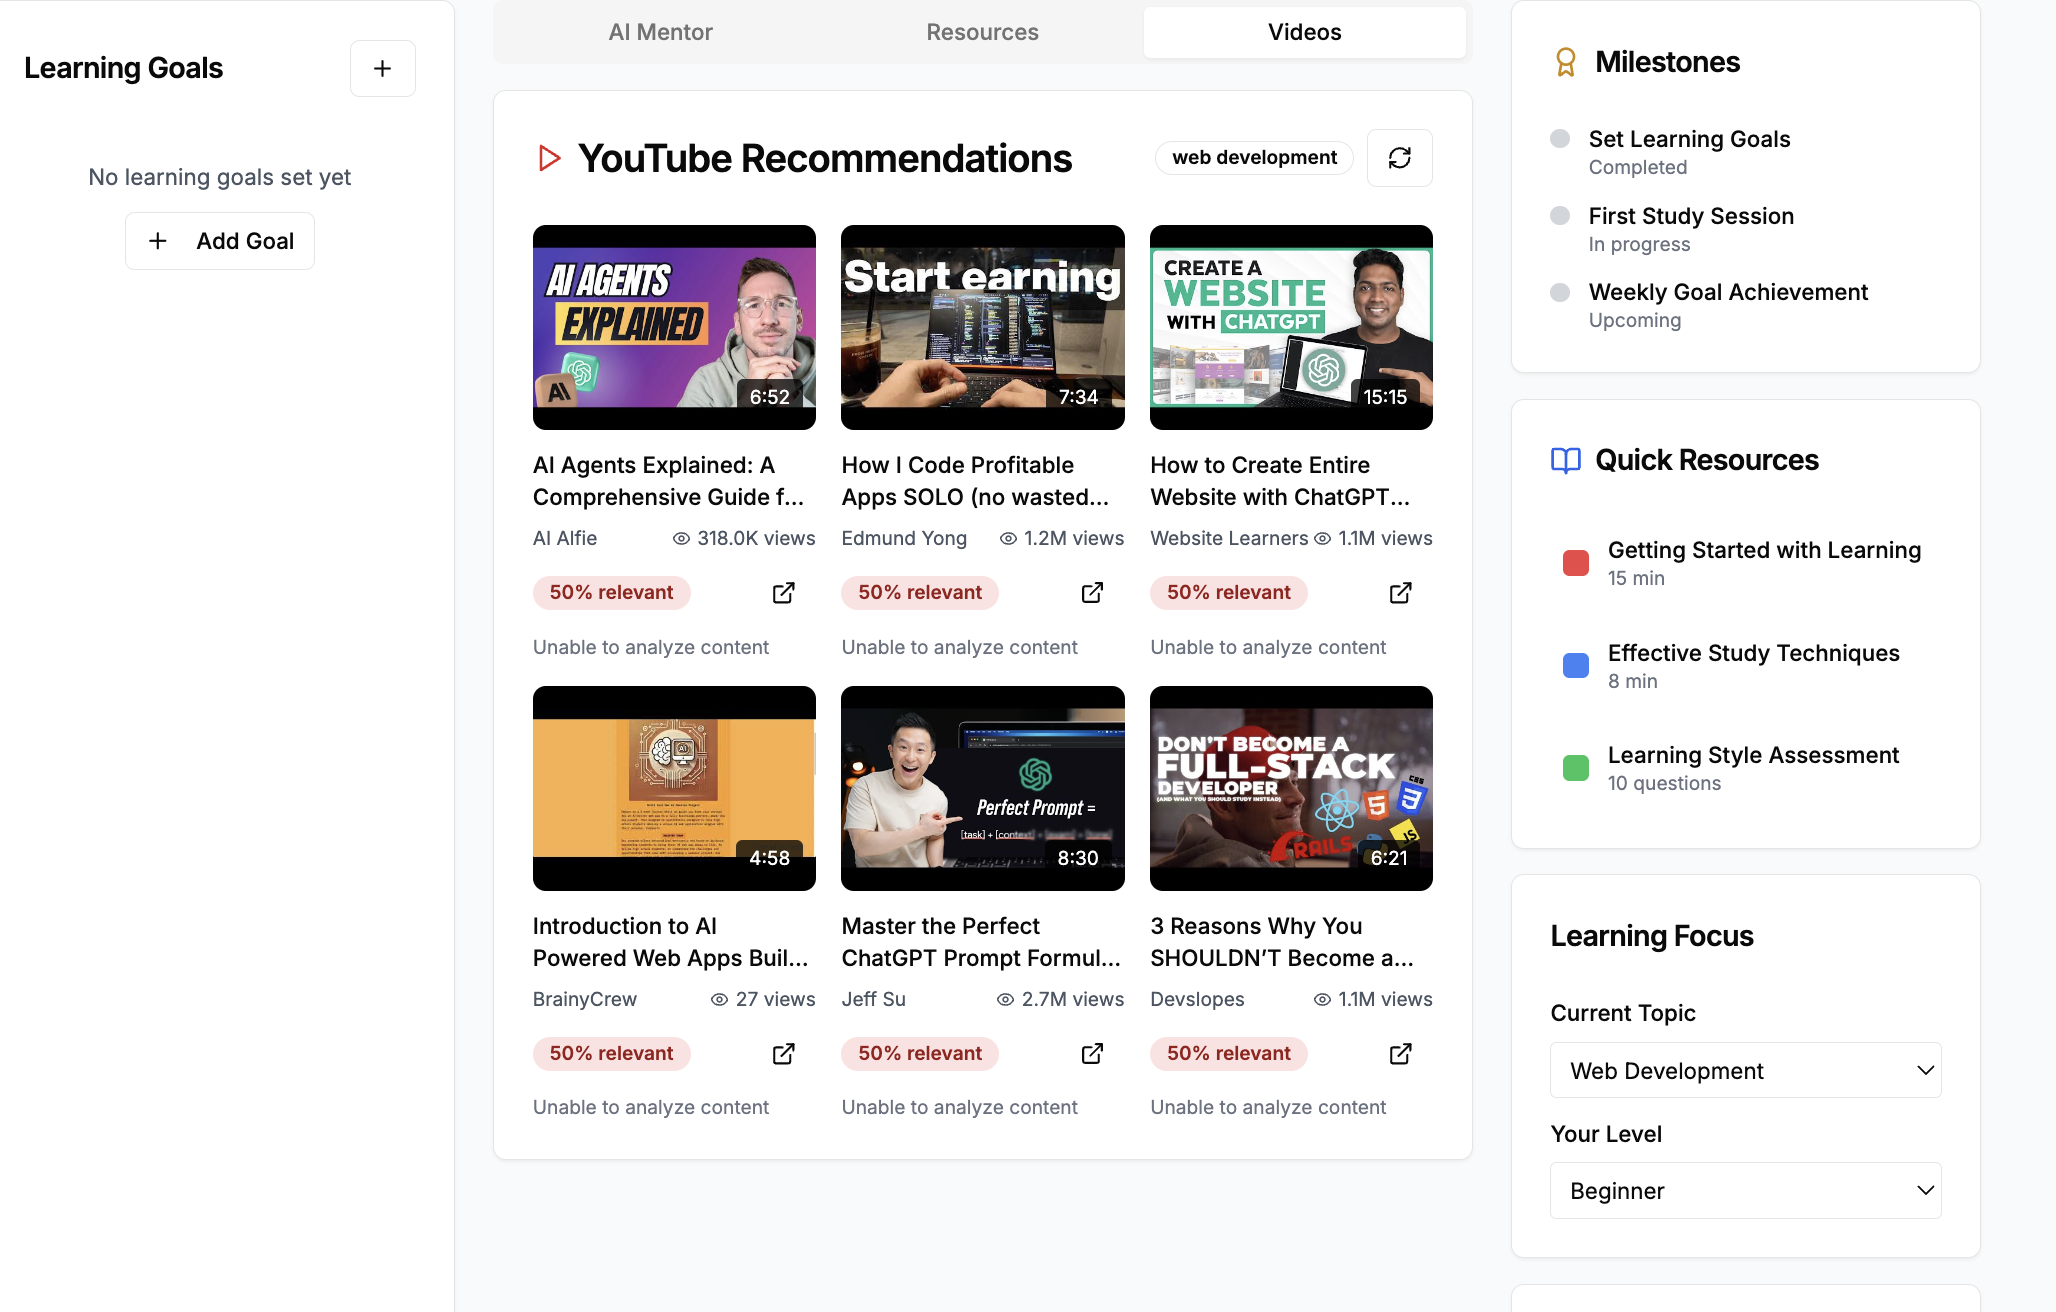 Learning Goals
No learning goals set yet
Add Goal
AI Mentor
Resources
Videos
YouTube Recommendations
web development
AI AGENTS
EXPLAINED
AI
6:52
AI Agents Explained: A
Comprehensive Guide f...
AI Alfie
318.0K views
50% relevant
Unable to analyze content
Start earning
7:34
How I Code Profitable
Apps SOLO (no wasted...
Edmund Yong
1.2M views
50% relevant
Unable to analyze content
CREATE A
WEBSITE
WITH CHATGPT
15:15
How to Create Entire
Website with ChatGPT...
Website Learners
1.1M views
50% relevant
Unable to analyze content
AI
4:58
Introduction to AI
Powered Web Apps Buil...
BrainyCrew
27 views
50% relevant
Unable to analyze content
Perfect Prompt =
[task] + [context]
8:30
Master the Perfect
ChatGPT Prompt Formul...
Jeff Su
2.7M views
50% relevant
Unable to analyze content
DON'T BECOME A
FULL-STACK
DEVELOPER
(AND WHAT YOU SHOULD STUDY INSTEAD)
CSS
5
3
JS
RAILS
6:21
3 Reasons Why You
SHOULDN'T Become a...
Devslopes
1.1M views
50% relevant
Unable to analyze content
Milestones
Set Learning Goals
Completed
First Study Session
In progress
Weekly Goal Achievement
Upcoming
Quick Resources
Getting Started with Learning
15 min
Effective Study Techniques
8 min
Learning Style Assessment
10 questions
Learning Focus
Current Topic
Web Development
Your Level
Beginner